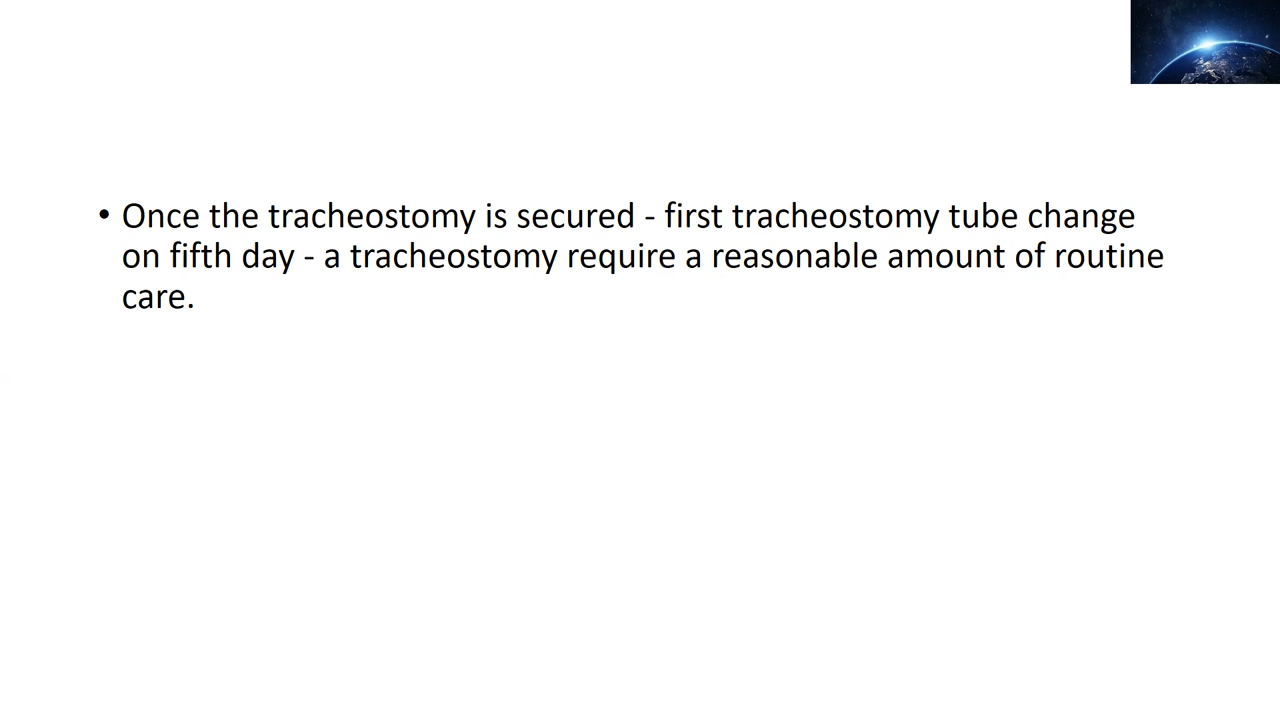 • Once the tracheostomy is secured - first tracheostomy tube change
on fifth day - a tracheostomy require a reasonable amount of routine
care.